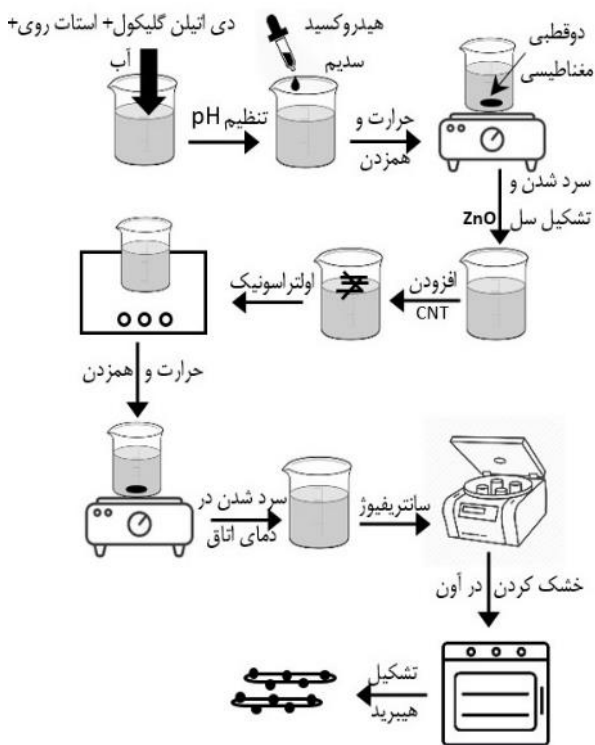 دی اتیلن گلیکول+ استات روی+
آب
تنظیم pH
هیدروکسید
سدیم
حرارت و
همزدن
دوقطبی
مغناطیسی
سرد شدن و
تشکیل سل ZnO
افزودن
CNT
اولتراسونیک
حرارت و همزدن
سرد شدن در
دمای اتاق
سانتریفیوژ
خشک کردن در آون
تشکیل
هیبرید